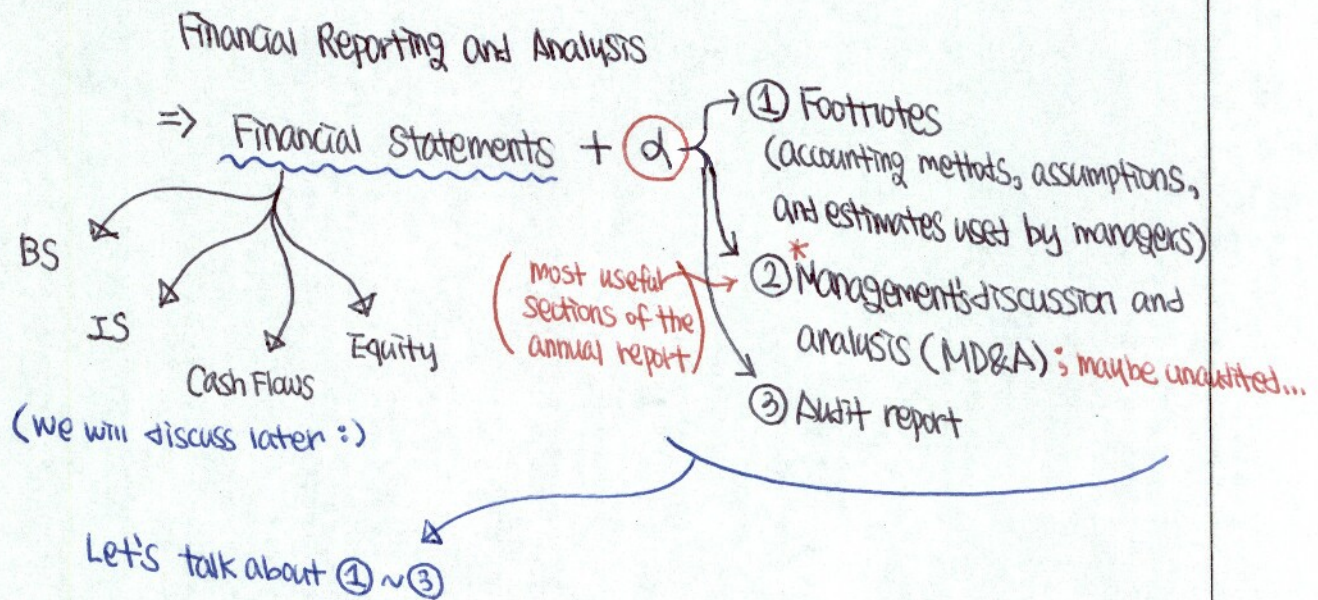 Financial Reporting and Analysis
⇒ Financial Statements + α
BS
IS
Cash Flows
Equity
(we will discuss later :)
① Footnotes
(accounting methods, assumptions,
and estimates used by managers)
(most useful
sections of the
annual report)
*
② Management's discussion and
analysis (MD&A) ; maybe unaudited...
③ Audit report
Let's talk about ① ~ ③